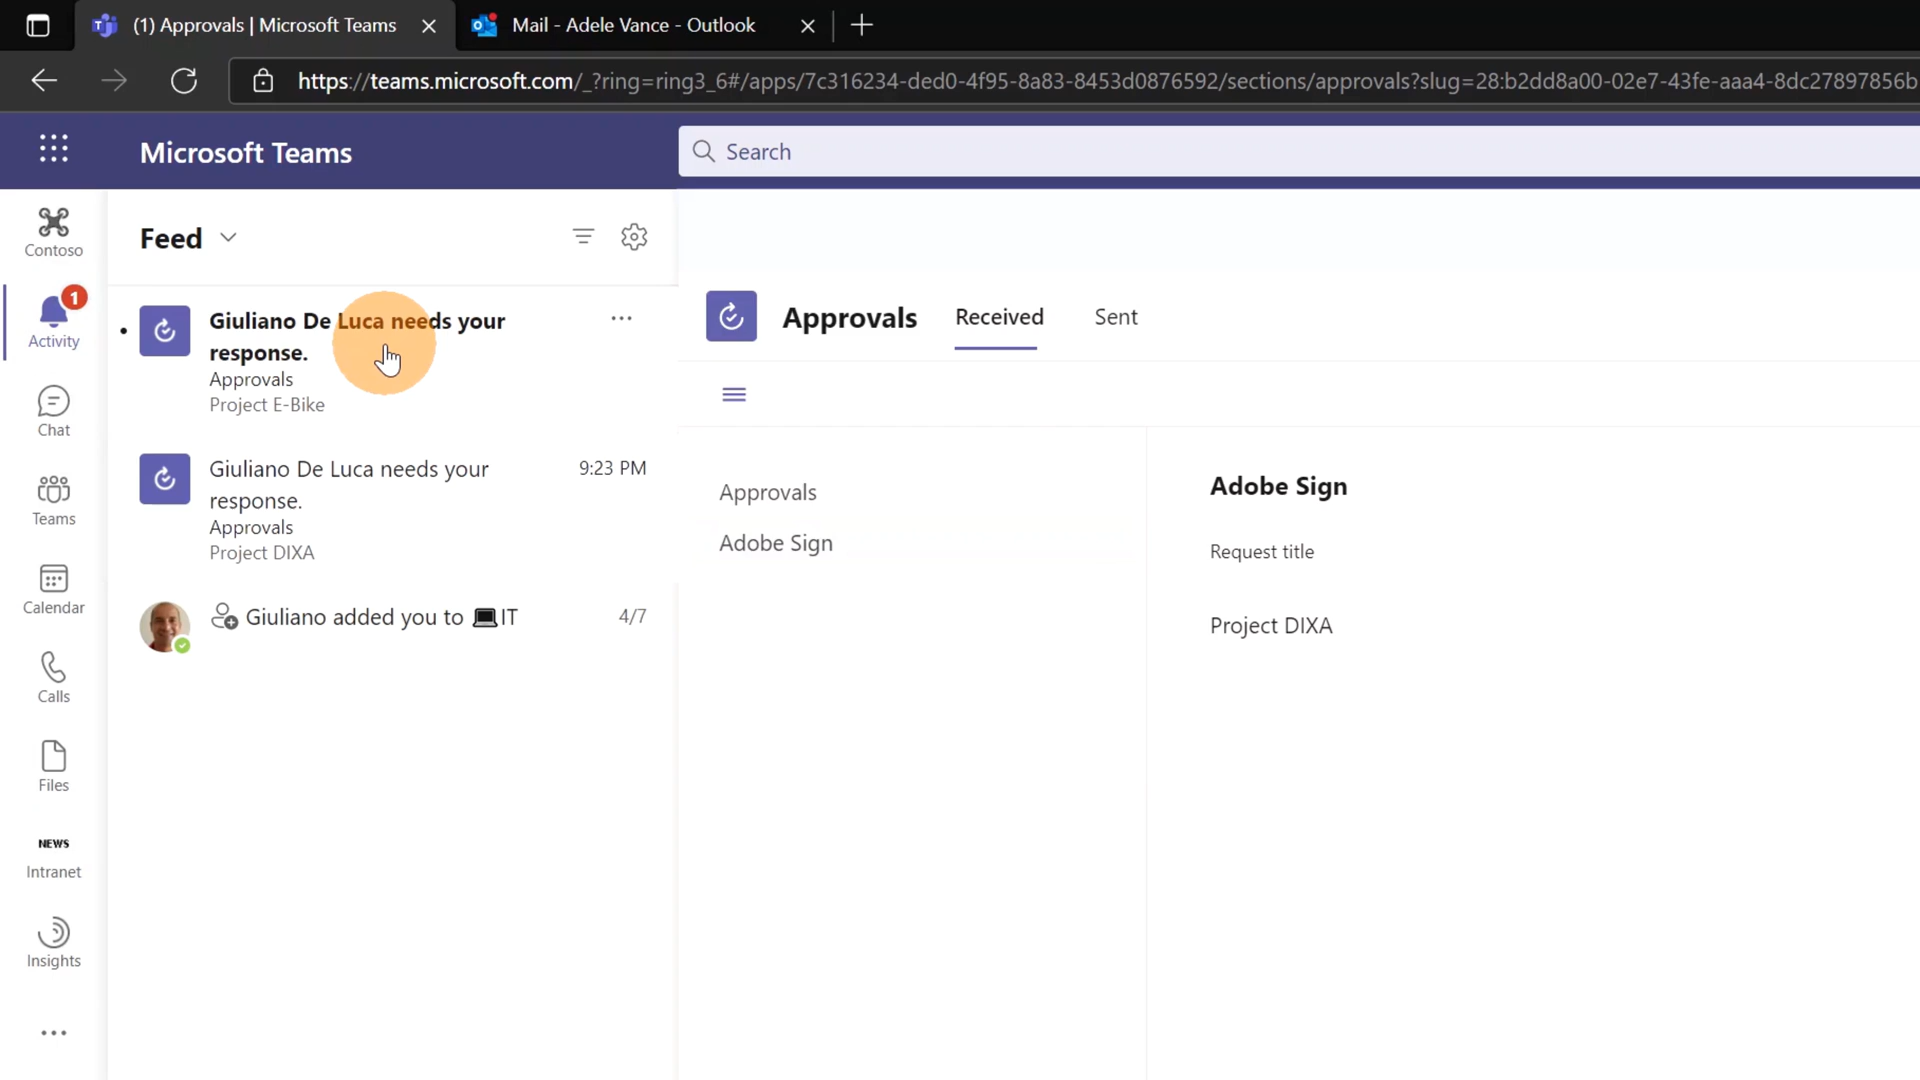 (1) Approvals | Microsoft Teams
Mail - Adele Vance - Outlook
https://teams.microsoft.com/_?ring=ring3_6#/apps/7c316234-ded0-4f95-8a83-8453d0876592/sections/approvals?slug=28:b2dd8a00-02e7-43fe-aaa4-8dc27897856b
Microsoft Teams
Search
Contoso
1
Activity
Chat
Teams
Calendar
Calls
Files
NEWS
Intranet
Insights
Feed
Giuliano De Luca needs your
response.
Approvals
Project E-Bike
Giuliano De Luca needs your
9:23 PM
response.
Approvals
Project DIXA
Giuliano added you to 💻IT
4/7
Approvals
Received
Sent
Approvals
Adobe Sign
Adobe Sign
Request title
Project DIXA